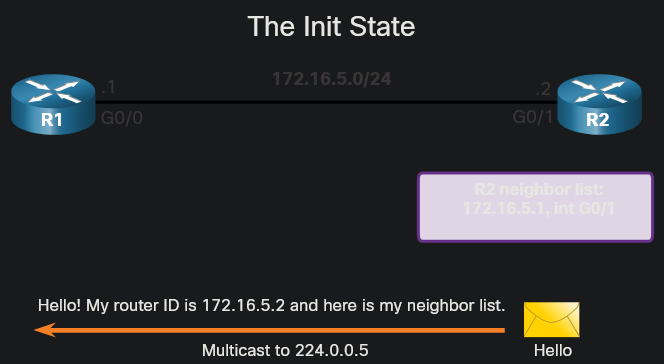 The Init State
.1
172.16.5.0/24
.2
R1
G0/0
G0/1
R2
R2 neighbor list:
172.16.5.1, int G0/1
Hello! My router ID is 172.16.5.2 and here is my neighbor list.
Multicast to 224.0.0.5
Hello